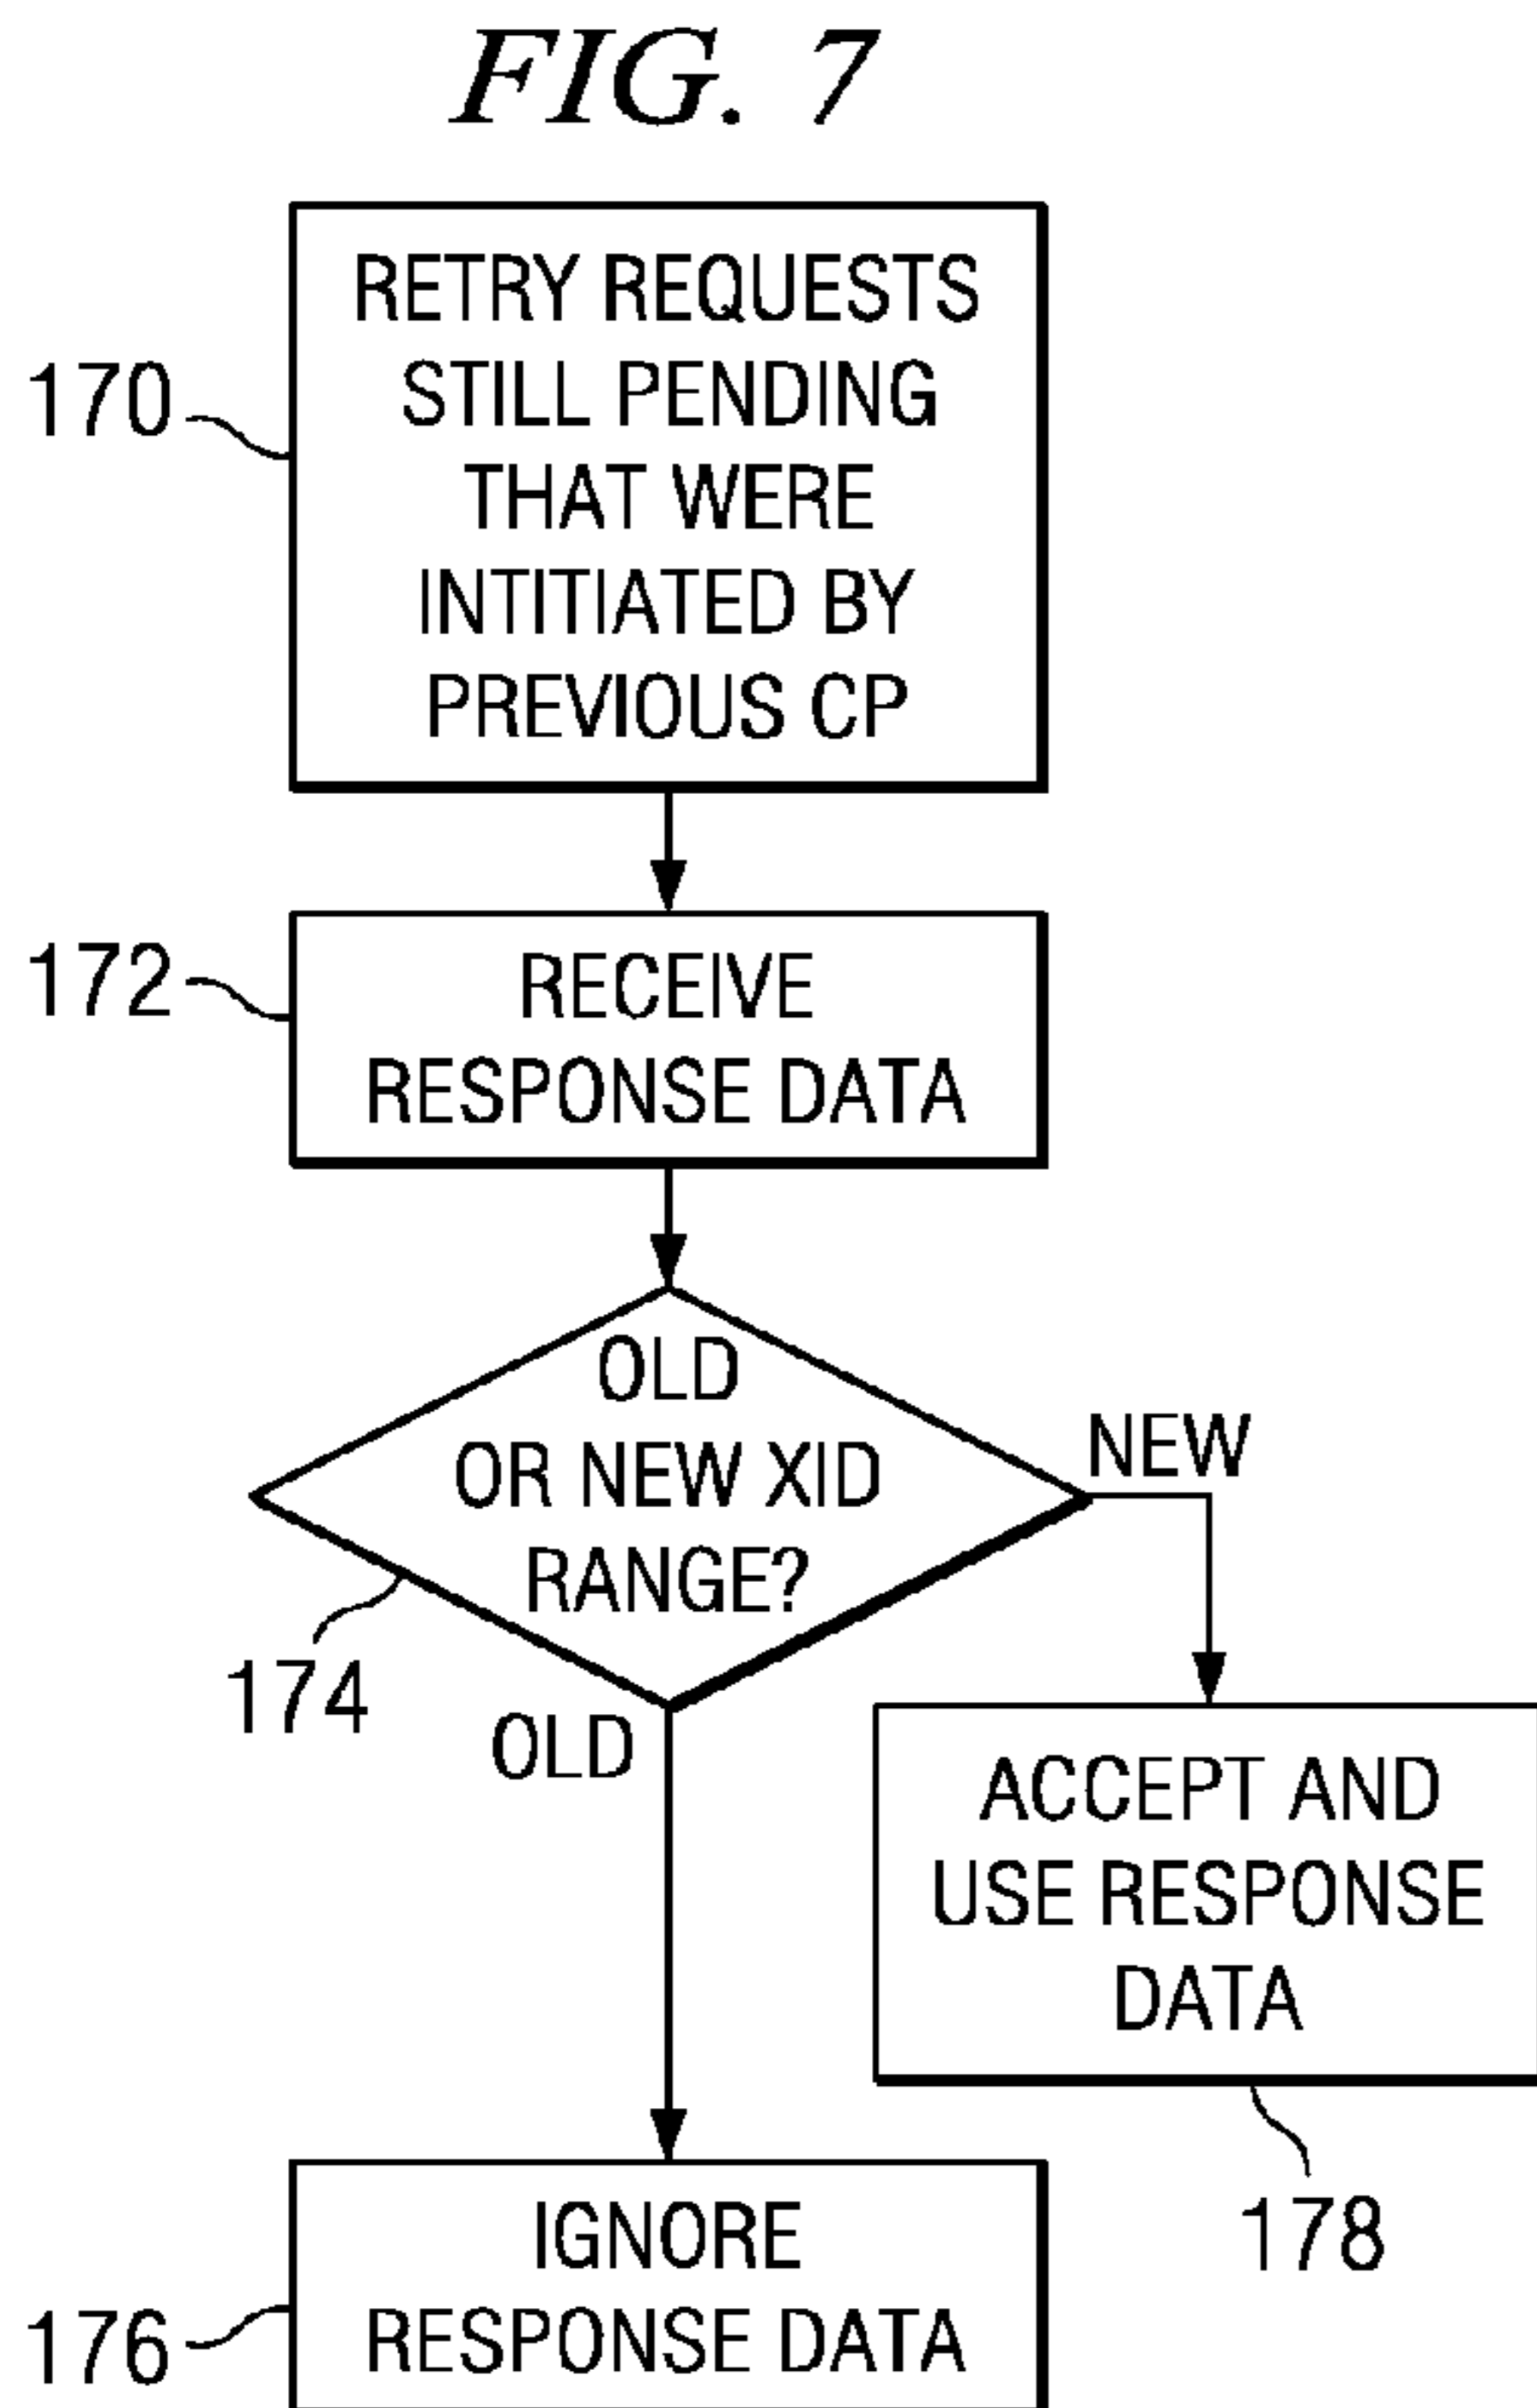 FIG. 7
RETRY REQUESTS
STILL PENDING
THAT WERE
INTITIATED BY
PREVIOUS CP
170
RECEIVE
RESPONSE DATA
172
OLD
OR NEW XID
RANGE?
174
NEW
OLD
ACCEPT AND
USE RESPONSE
DATA
178
IGNORE
RESPONSE DATA
176